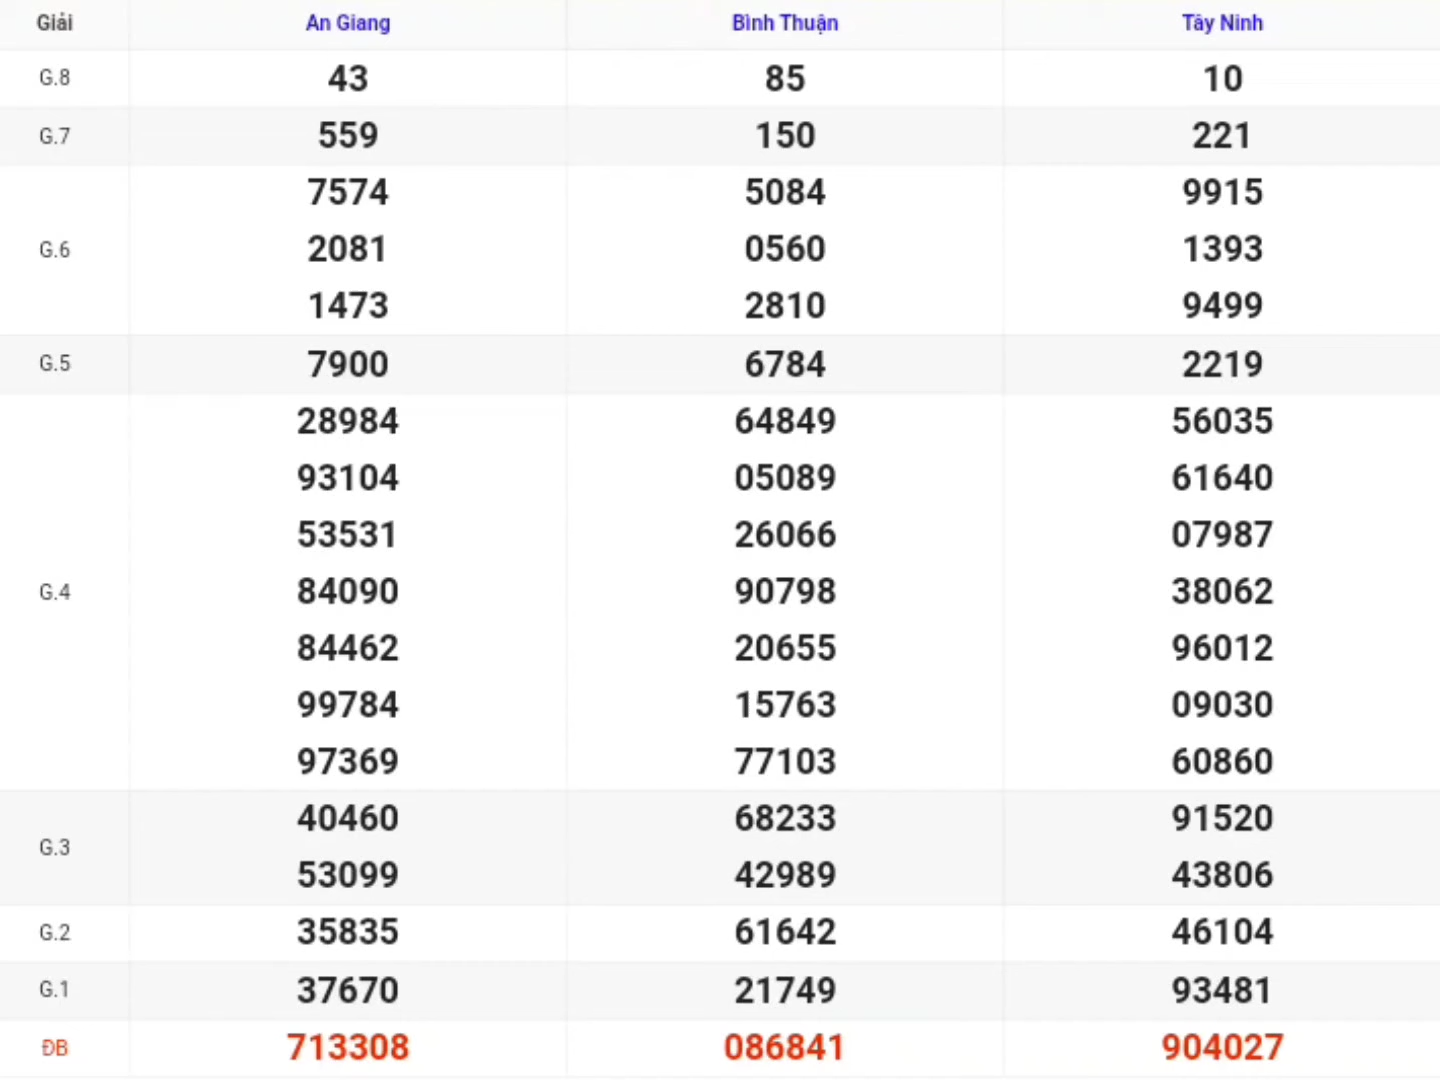 Giải An Giang Bình Thuận Tây Ninh
G.8 43 85 10
G.7 559 150 221
7574 5084 9915
G.6 2081 0560 1393
1473 2810 9499
G.5 7900 6784 2219
28984 64849 56035
93104 05089 61640
53531 26066 07987
G.4 84090 90798 38062
84462 20655 96012
99784 15763 09030
97369 77103 60860
40460 68233 91520
G.3
53099 42989 43806
G.2 35835 61642 46104
G.1 37670 21749 93481
ĐB 713308 086841 904027